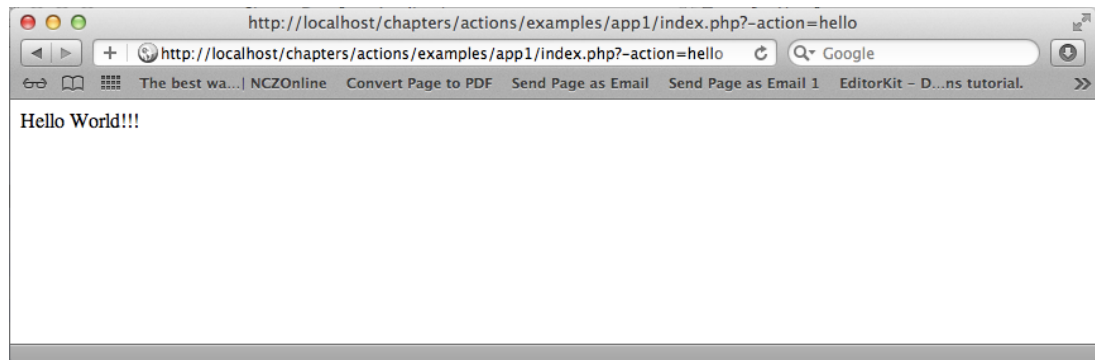 http://localhost/chapters/actions/examples/app1/index.php?-action=hello
http://localhost/chapters/actions/examples/app1/index.php?-action=hello Google
The best wa...| NCZOnline Convert Page to PDF Send Page as Email Send Page as Email 1 EditorKit – D...ns tutorial.
Hello World!!!